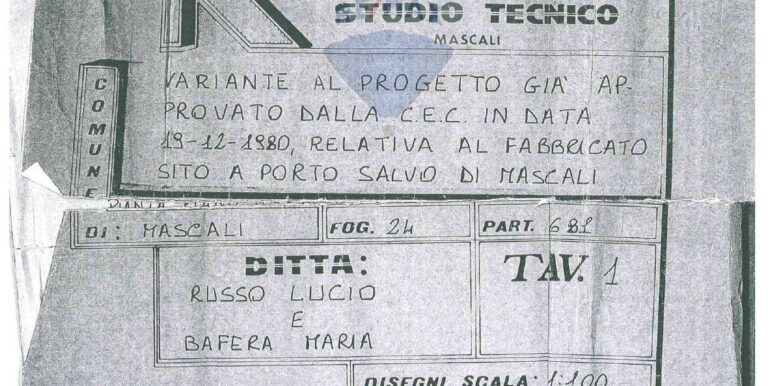 STUDIO TECNICO
MASCALI
VARIANTE AL PROGETTO GIÀ AP-
PROVATO DALLA C.E.C. IN DATA
19-12-1980, RELATIVA AL FABBRICATO
SITO A PORTO SALVO DI MASCALI
COMUNE
DI: MASCALI
FOG. 24
PART. 681
DITTA:
RUSSO LUCIO
E
BAFERA MARIA
TAV. 1
DISEGNI SCALA: 1:100